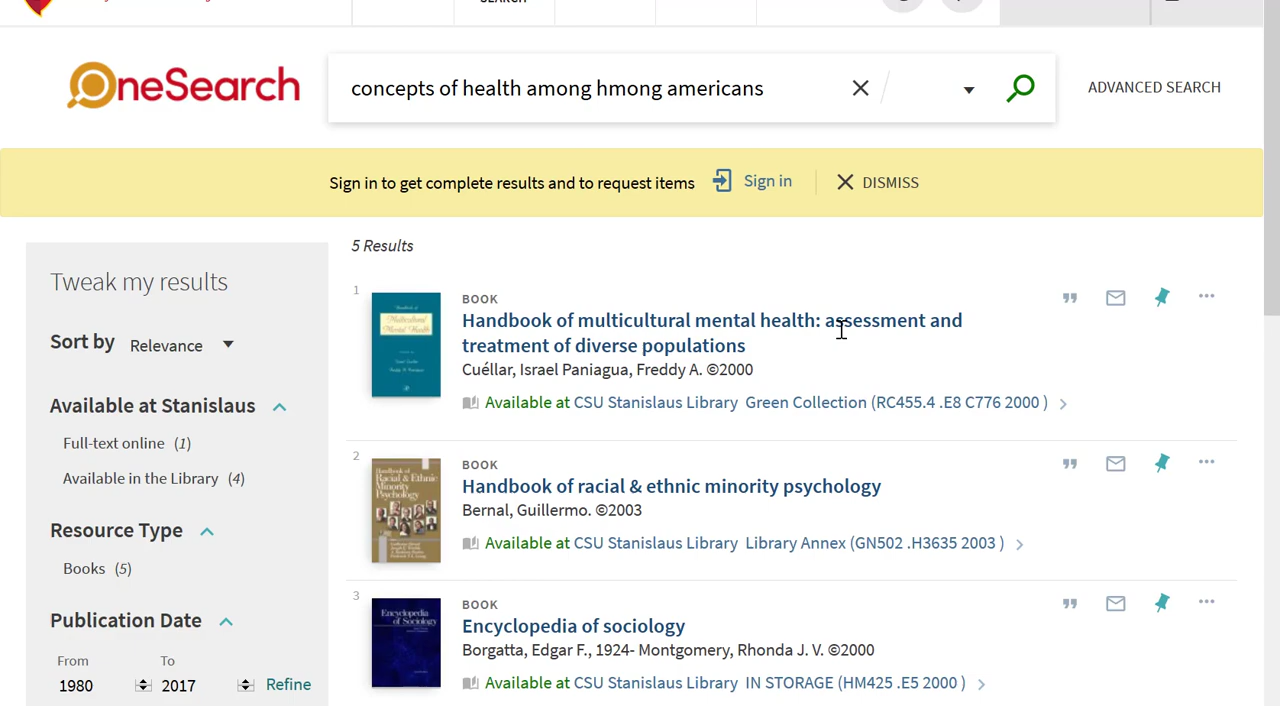 OneSearch
concepts of health among hmong americans
ADVANCED SEARCH
Sign in to get complete results and to request items
Sign in
DISMISS
5 Results
Tweak my results
Sort by Relevance
Available at Stanislaus
Full-text online (1)
Available in the Library (4)
Resource Type
Books (5)
Publication Date
From To
1980 2017 Refine
1
BOOK
Handbook of multicultural mental health: assessment and
treatment of diverse populations
Cuéllar, Israel Paniagua, Freddy A. ©2000
Available at CSU Stanislaus Library Green Collection (RC455.4 .E8 C776 2000 )
2
BOOK
Handbook of racial & ethnic minority psychology
Bernal, Guillermo. ©2003
Available at CSU Stanislaus Library Library Annex (GN502 .H3635 2003 )
3
Encyclopedia
of Sociology
BOOK
Encyclopedia of sociology
Borgatta, Edgar F., 1924- Montgomery, Rhonda J. V. ©2000
Available at CSU Stanislaus Library IN STORAGE (HM425 .E5 2000 )